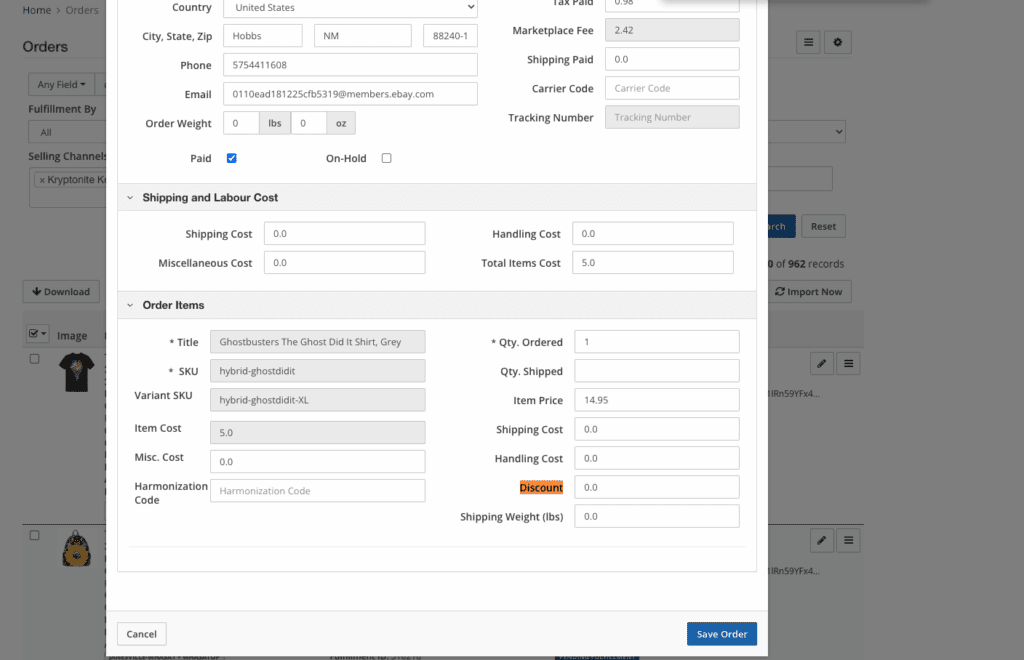 Home > Orders
Orders
Any Field
Fulfillment By
All
Selling Channels
× Kryptonite
Download
Image
Country United States
City, State, Zip Hobbs NM 88240-1
Phone 5754411608
Email 0110ead181225cfb5319@members.ebay.com
Order Weight 0 lbs 0 oz
Paid On-Hold
Tax Paid 0.98
Marketplace Fee 2.42
Shipping Paid 0.0
Carrier Code Carrier Code
Tracking Number Tracking Number
Shipping and Labour Cost
Shipping Cost 0.0 Handling Cost 0.0
Miscellaneous Cost 0.0 Total Items Cost 5.0
Order Items
* Title Ghostbusters The Ghost Did It Shirt, Grey
* SKU hybrid-ghostdidit
Variant SKU hybrid-ghostdidit-XL
Item Cost 5.0
Misc. Cost 0.0
Harmonization
Code Harmonization Code
* Qty. Ordered 1
Qty. Shipped
Item Price 14.95
Shipping Cost 0.0
Handling Cost 0.0
Discount 0.0
Shipping Weight (lbs) 0.0
Cancel Save Order
Reset
of 962 records
Import Now
1lRn59YFx4...
1lRn59YFx4...